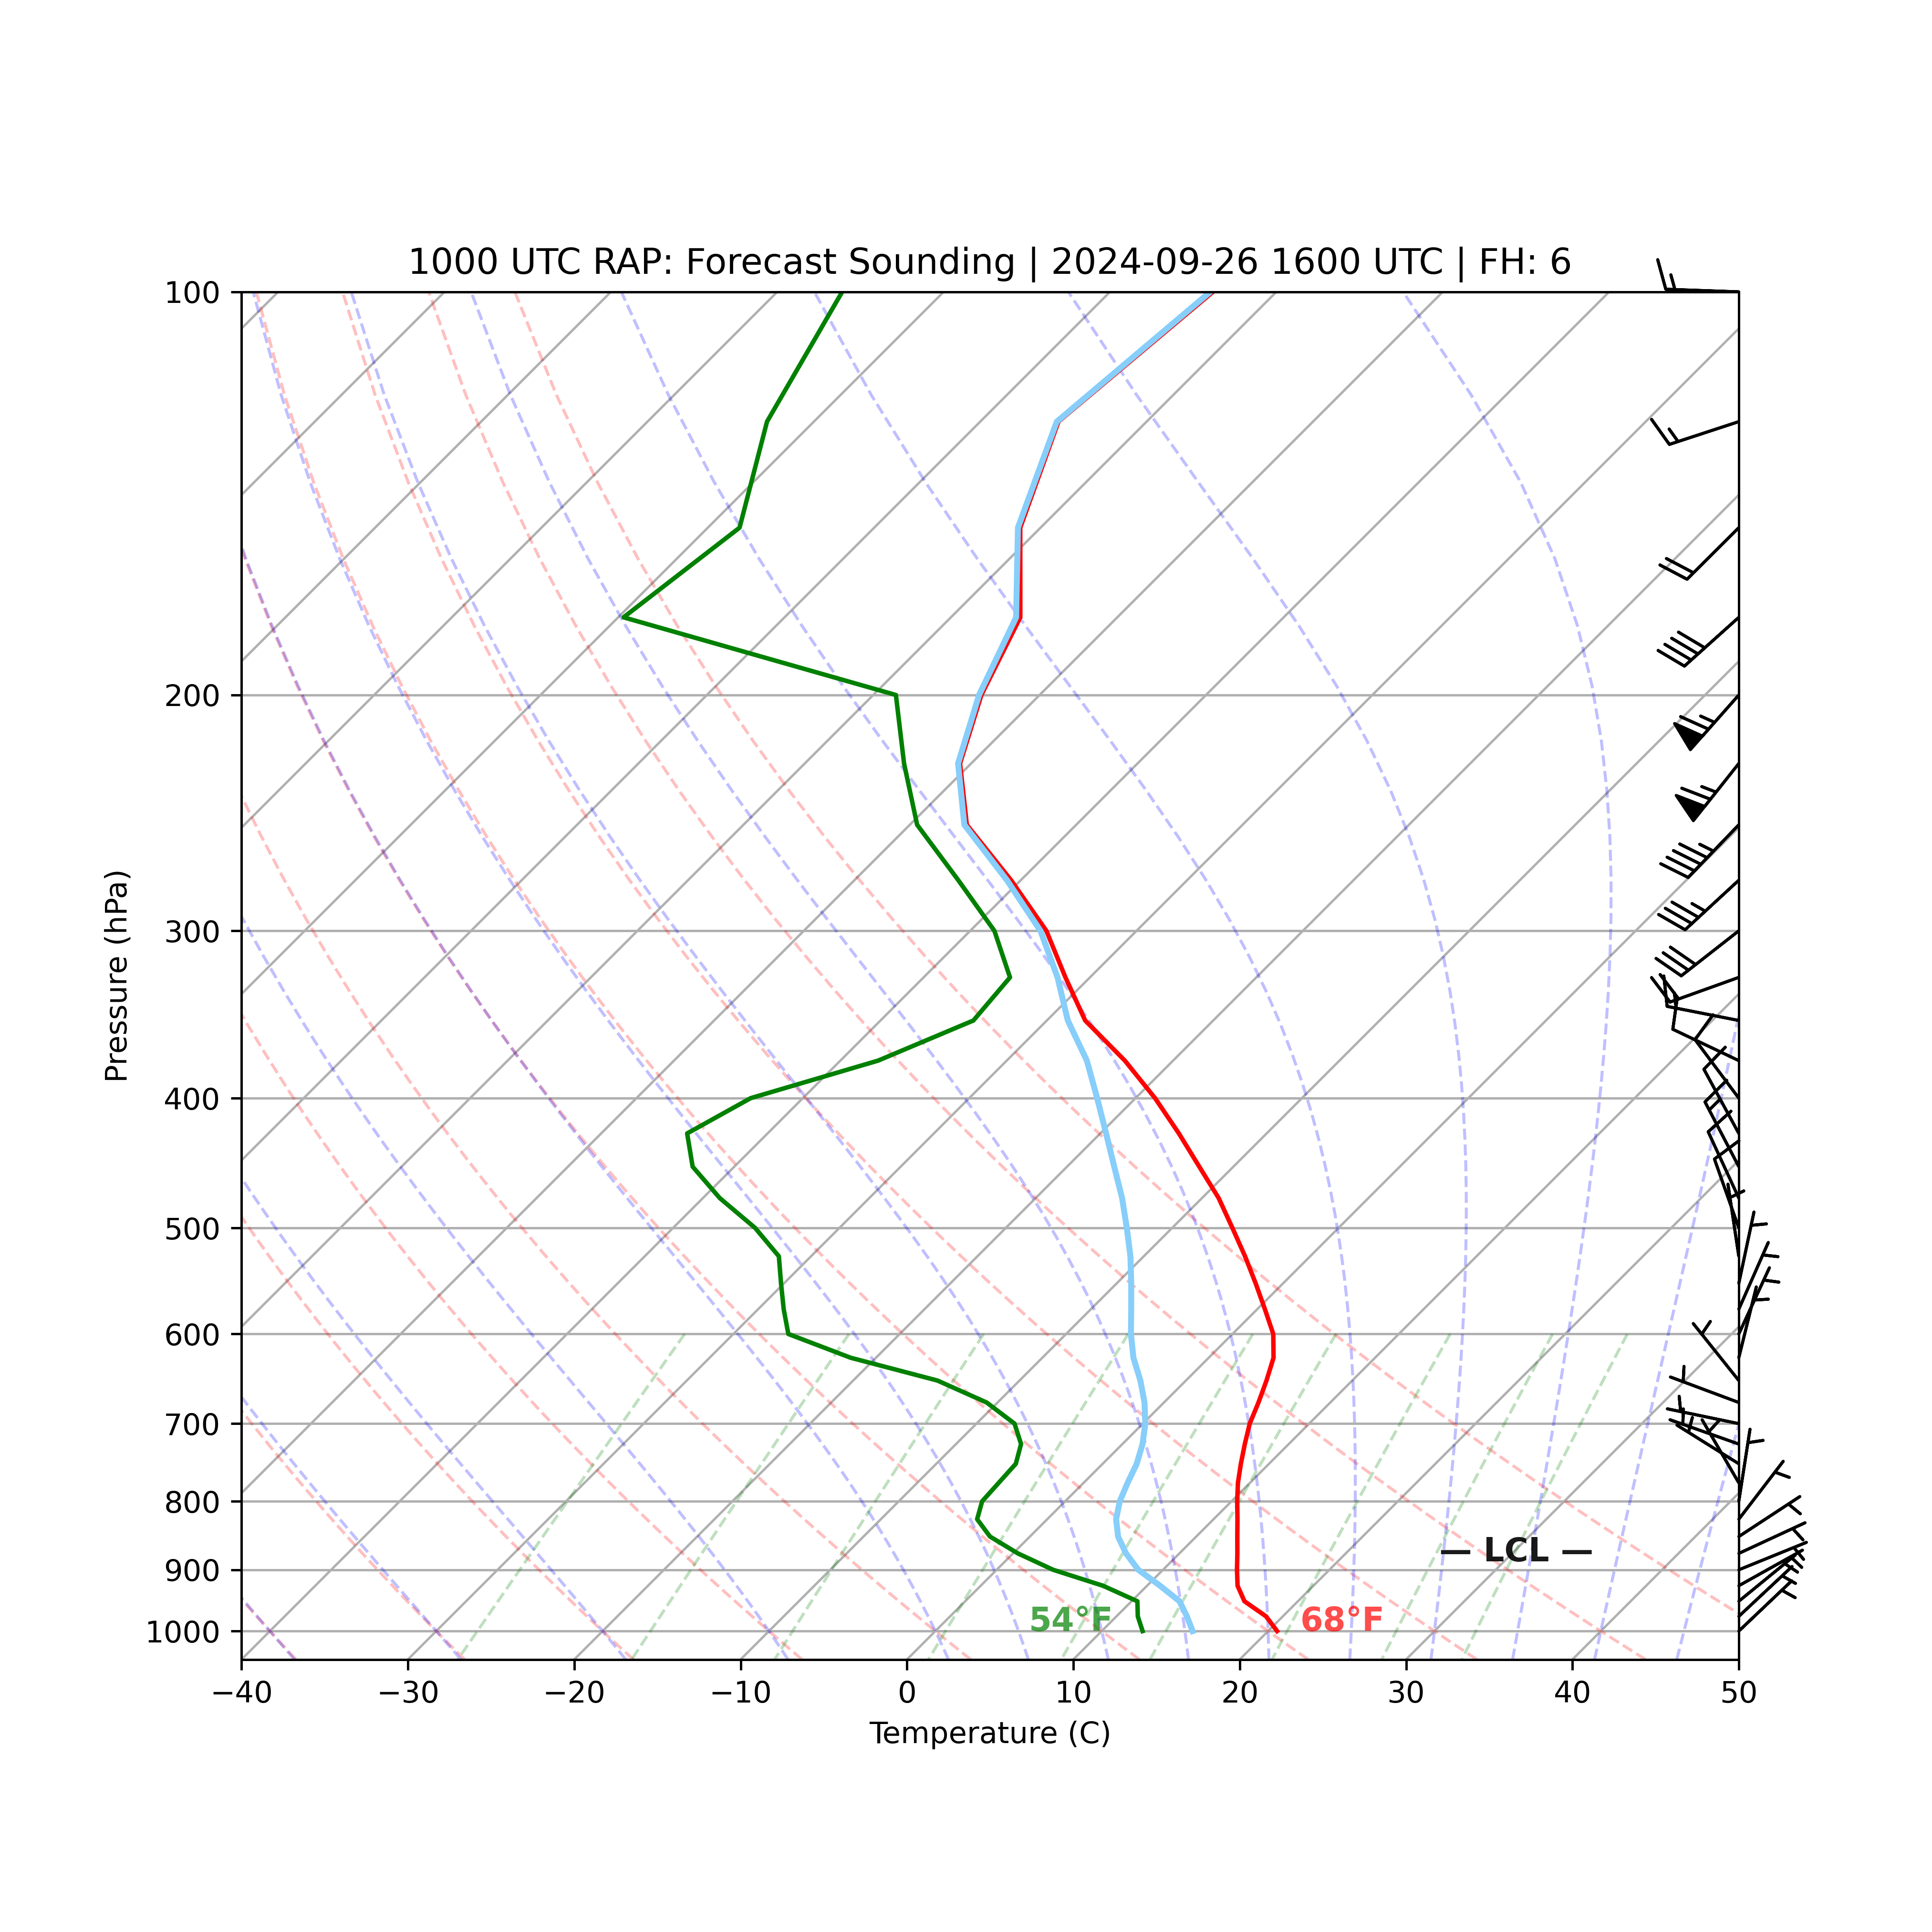 1000 UTC RAP: Forecast Sounding | 2024-09-26 1600 UTC | FH: 6
100
200
300
400
500
600
700
800
900
1000
Pressure (hPa)
— LCL —
54°F
68°F
−40 −30 −20 −10 0 10 20 30 40 50
Temperature (C)